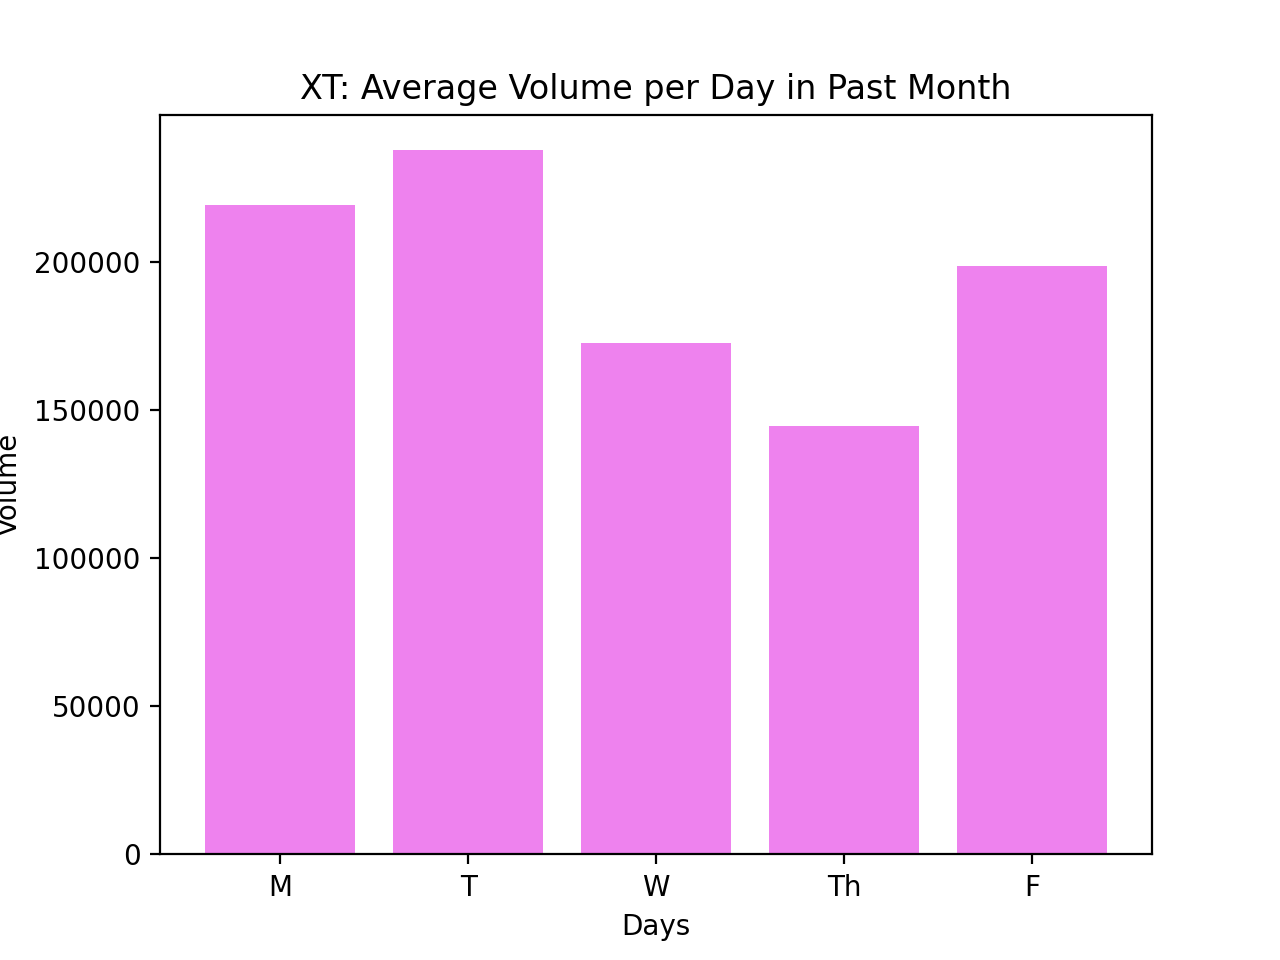 XT: Average Volume per Day in Past Month
Volume
200000
150000
100000
50000
0
M T W Th F
Days